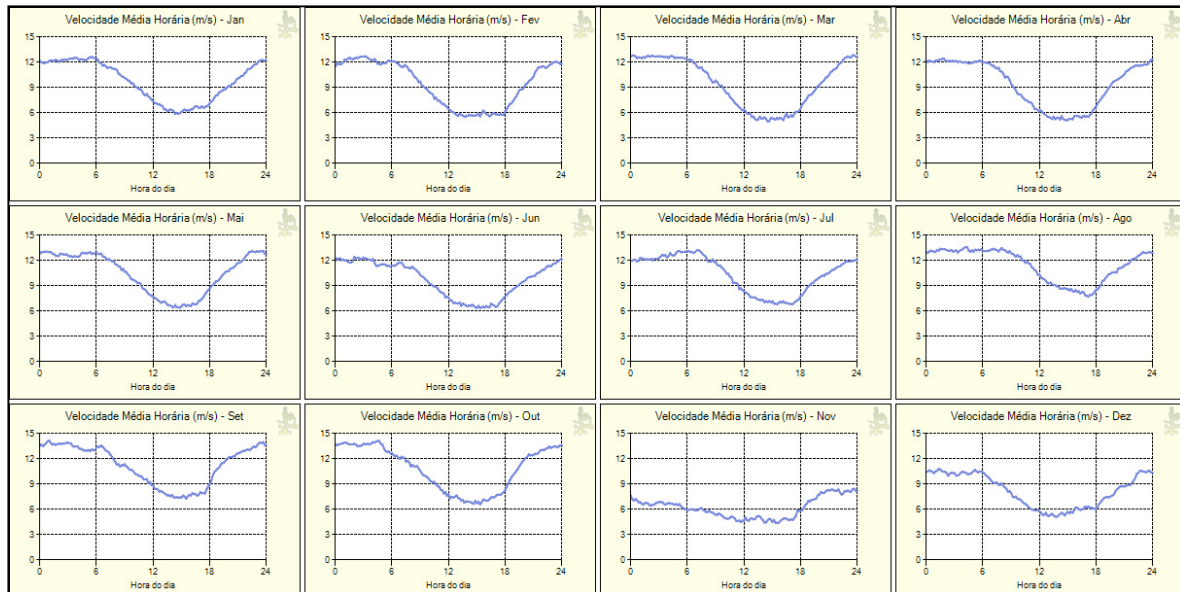 Velocidade Média Horária (m/s) - Jan
15
12
9
6
3
0
0 6 12 18 24
Hora do dia
Velocidade Média Horária (m/s) - Fev
15
12
9
6
3
0
0 6 12 18 24
Hora do dia
Velocidade Média Horária (m/s) - Mar
15
12
9
6
3
0
0 6 12 18 24
Hora do dia
Velocidade Média Horária (m/s) - Abr
15
12
9
6
3
0
0 6 12 18 24
Hora do dia
Velocidade Média Horária (m/s) - Mai
15
12
9
6
3
0
0 6 12 18 24
Hora do dia
Velocidade Média Horária (m/s) - Jun
15
12
9
6
3
0
0 6 12 18 24
Hora do dia
Velocidade Média Horária (m/s) - Jul
15
12
9
6
3
0
0 6 12 18 24
Hora do dia
Velocidade Média Horária (m/s) - Ago
15
12
9
6
3
0
0 6 12 18 24
Hora do dia
Velocidade Média Horária (m/s) - Set
15
12
9
6
3
0
0 6 12 18 24
Hora do dia
Velocidade Média Horária (m/s) - Out
15
12
9
6
3
0
0 6 12 18 24
Hora do dia
Velocidade Média Horária (m/s) - Nov
15
12
9
6
3
0
0 6 12 18 24
Hora do dia
Velocidade Média Horária (m/s) - Dez
15
12
9
6
3
0
0 6 12 18 24
Hora do dia